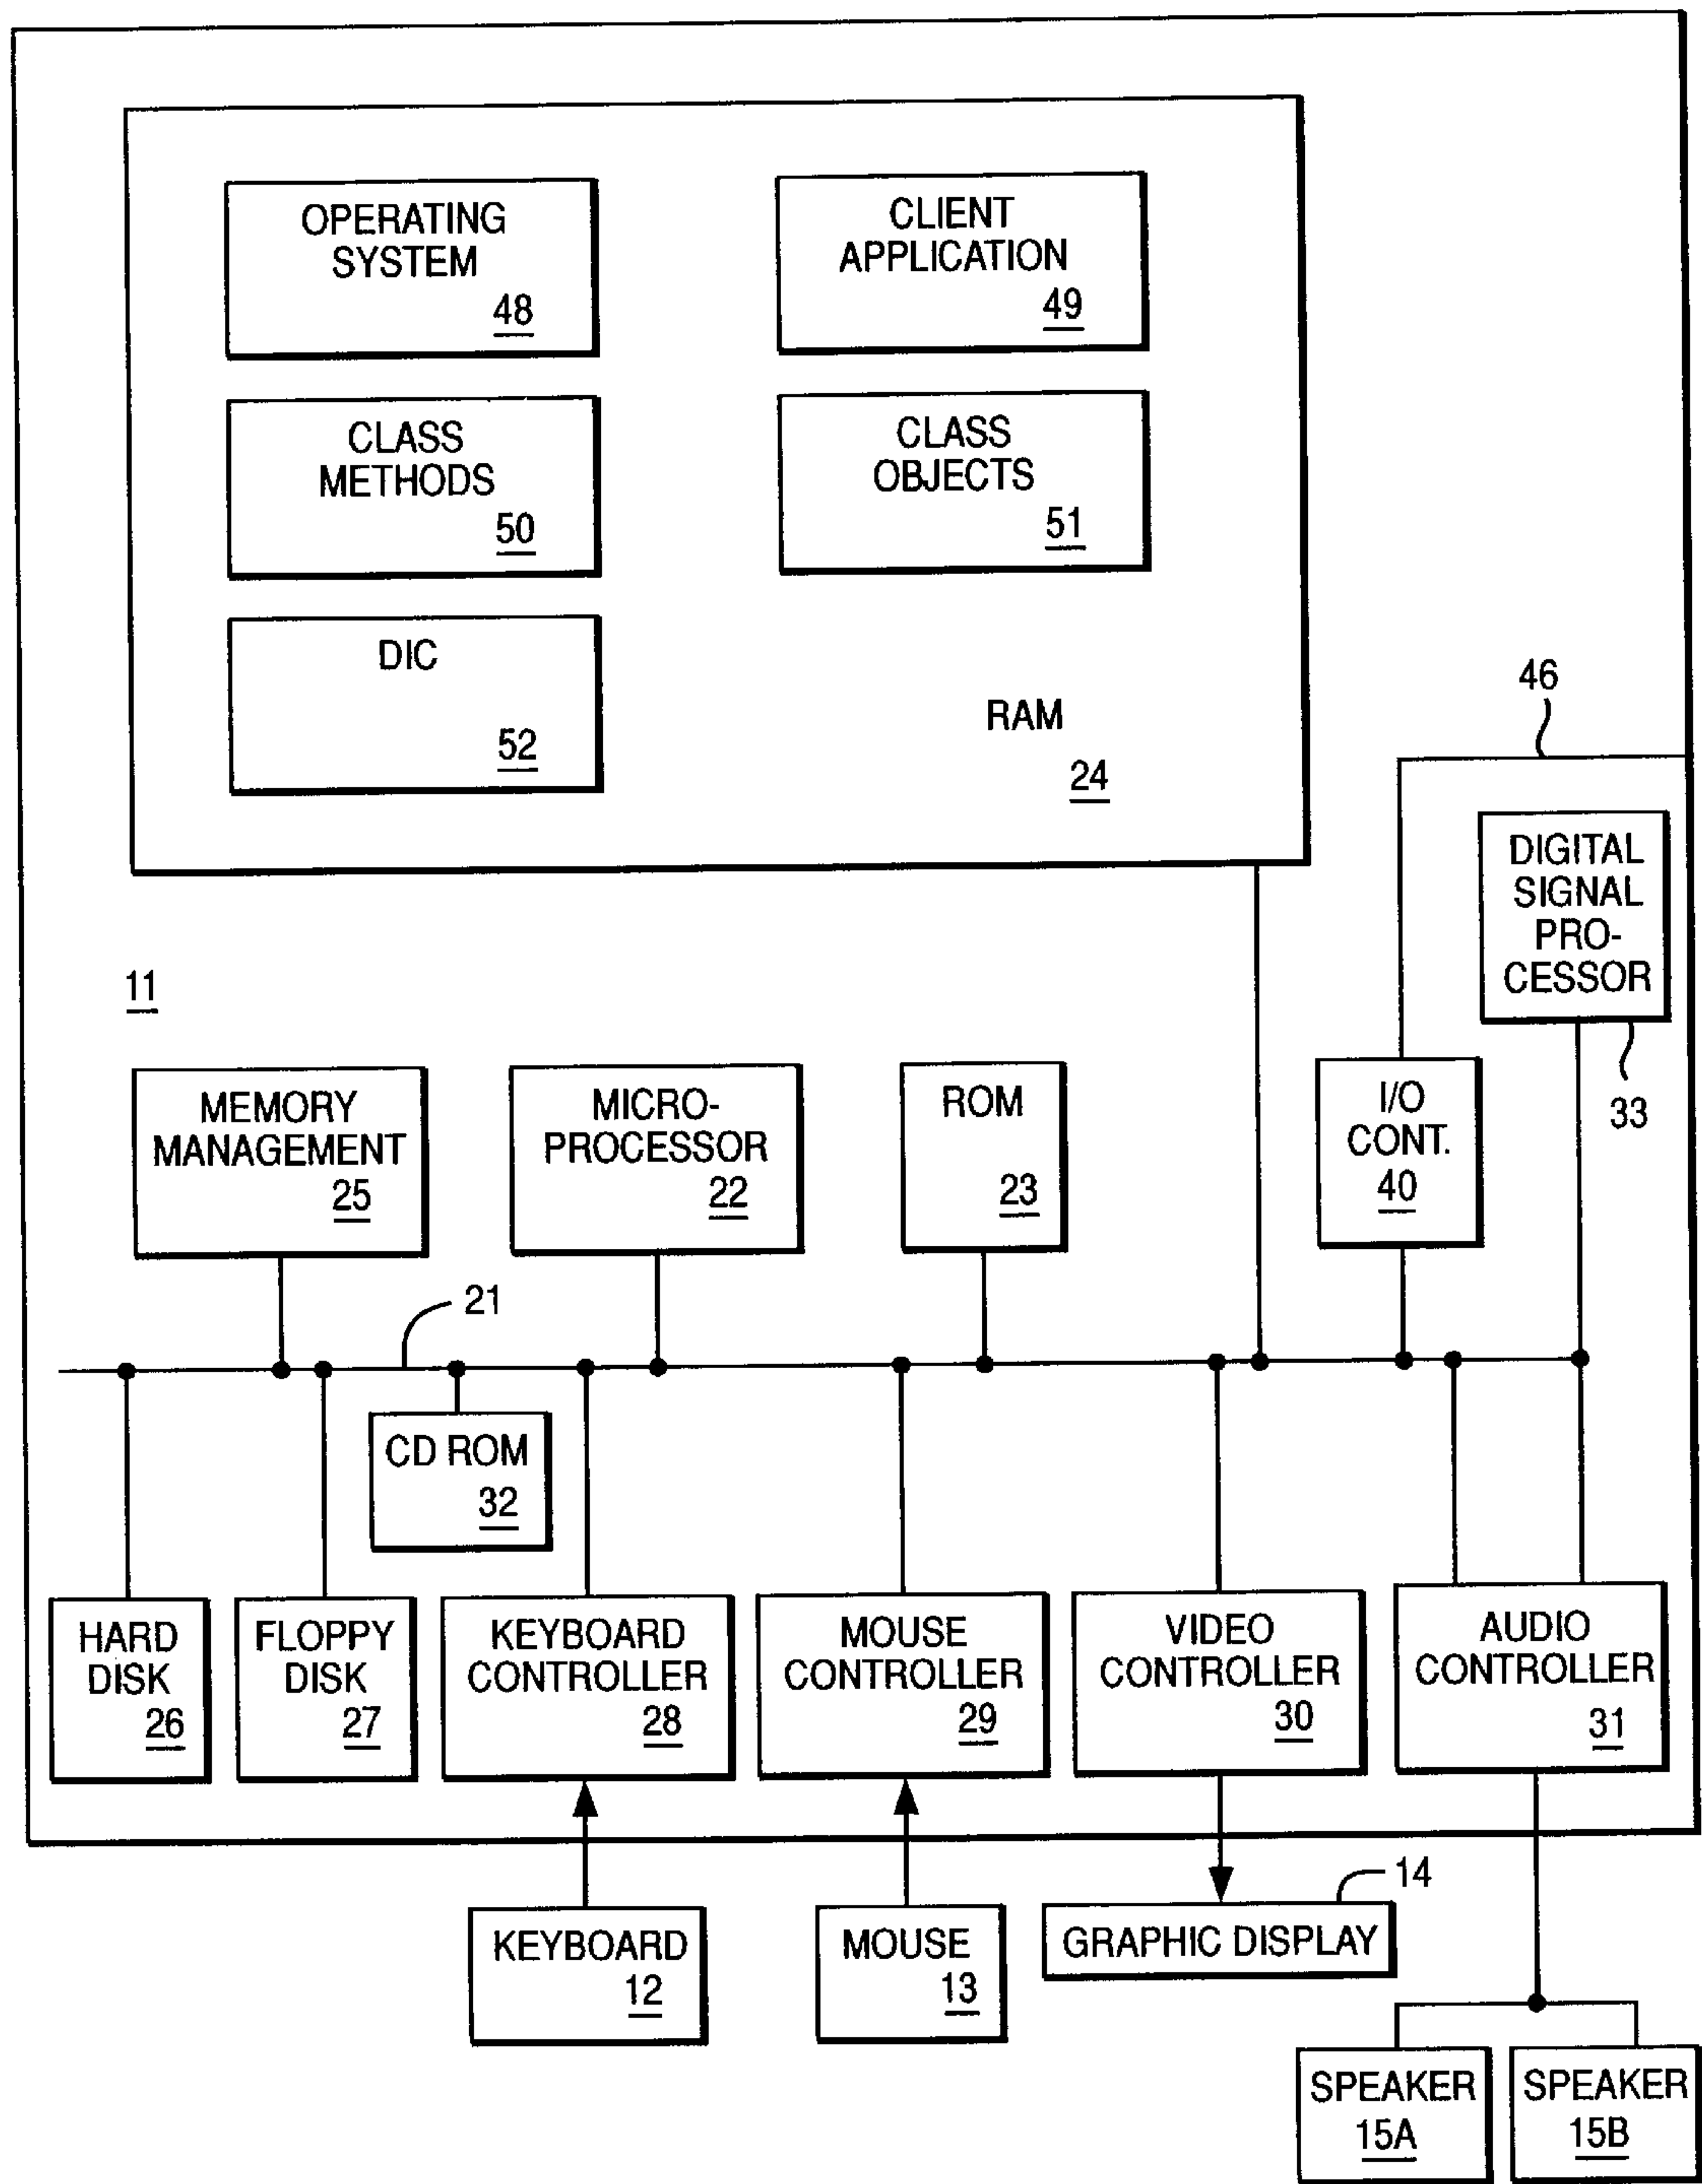 OPERATING
SYSTEM
48
CLIENT
APPLICATION
49
CLASS
METHODS
50
CLASS
OBJECTS
51
DIC
52
RAM
24
46
DIGITAL
SIGNAL
PRO-
CESSOR
33
11
MEMORY
MANAGEMENT
25
MICRO-
PROCESSOR
22
ROM
23
I/O
CONT.
40
21
CD ROM
32
HARD
DISK
26
FLOPPY
DISK
27
KEYBOARD
CONTROLLER
28
MOUSE
CONTROLLER
29
VIDEO
CONTROLLER
30
AUDIO
CONTROLLER
31
KEYBOARD
12
MOUSE
13
14
GRAPHIC DISPLAY
SPEAKER
15A
SPEAKER
15B